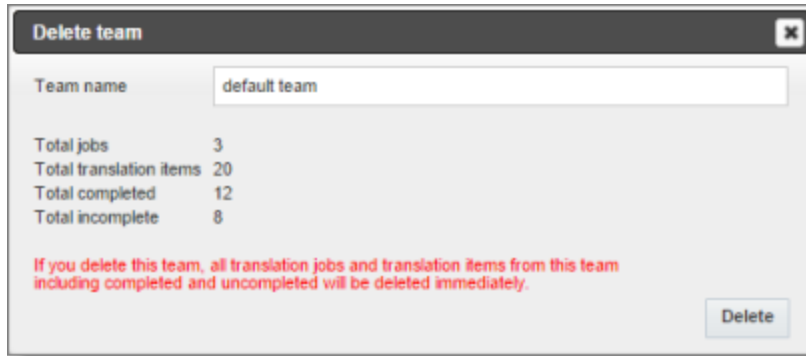 Delete team
Team name default team
Total jobs 3
Total translation items 20
Total completed 12
Total incomplete 8
If you delete this team, all translation jobs and translation items from this team
including completed and uncompleted will be deleted immediately.
Delete